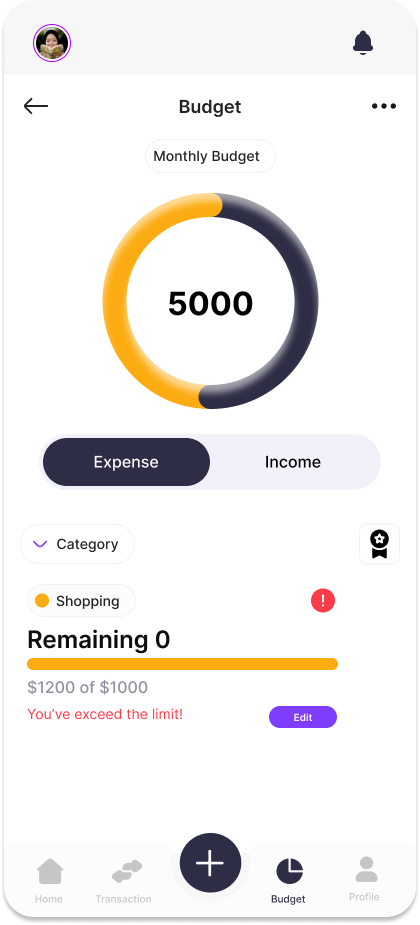 Budget
Monthly Budget
5000
Expense
Income
Category
Shopping
Remaining 0
$1200 of $1000
You've exceed the limit!
Edit
Home
Transaction
Budget
Profile